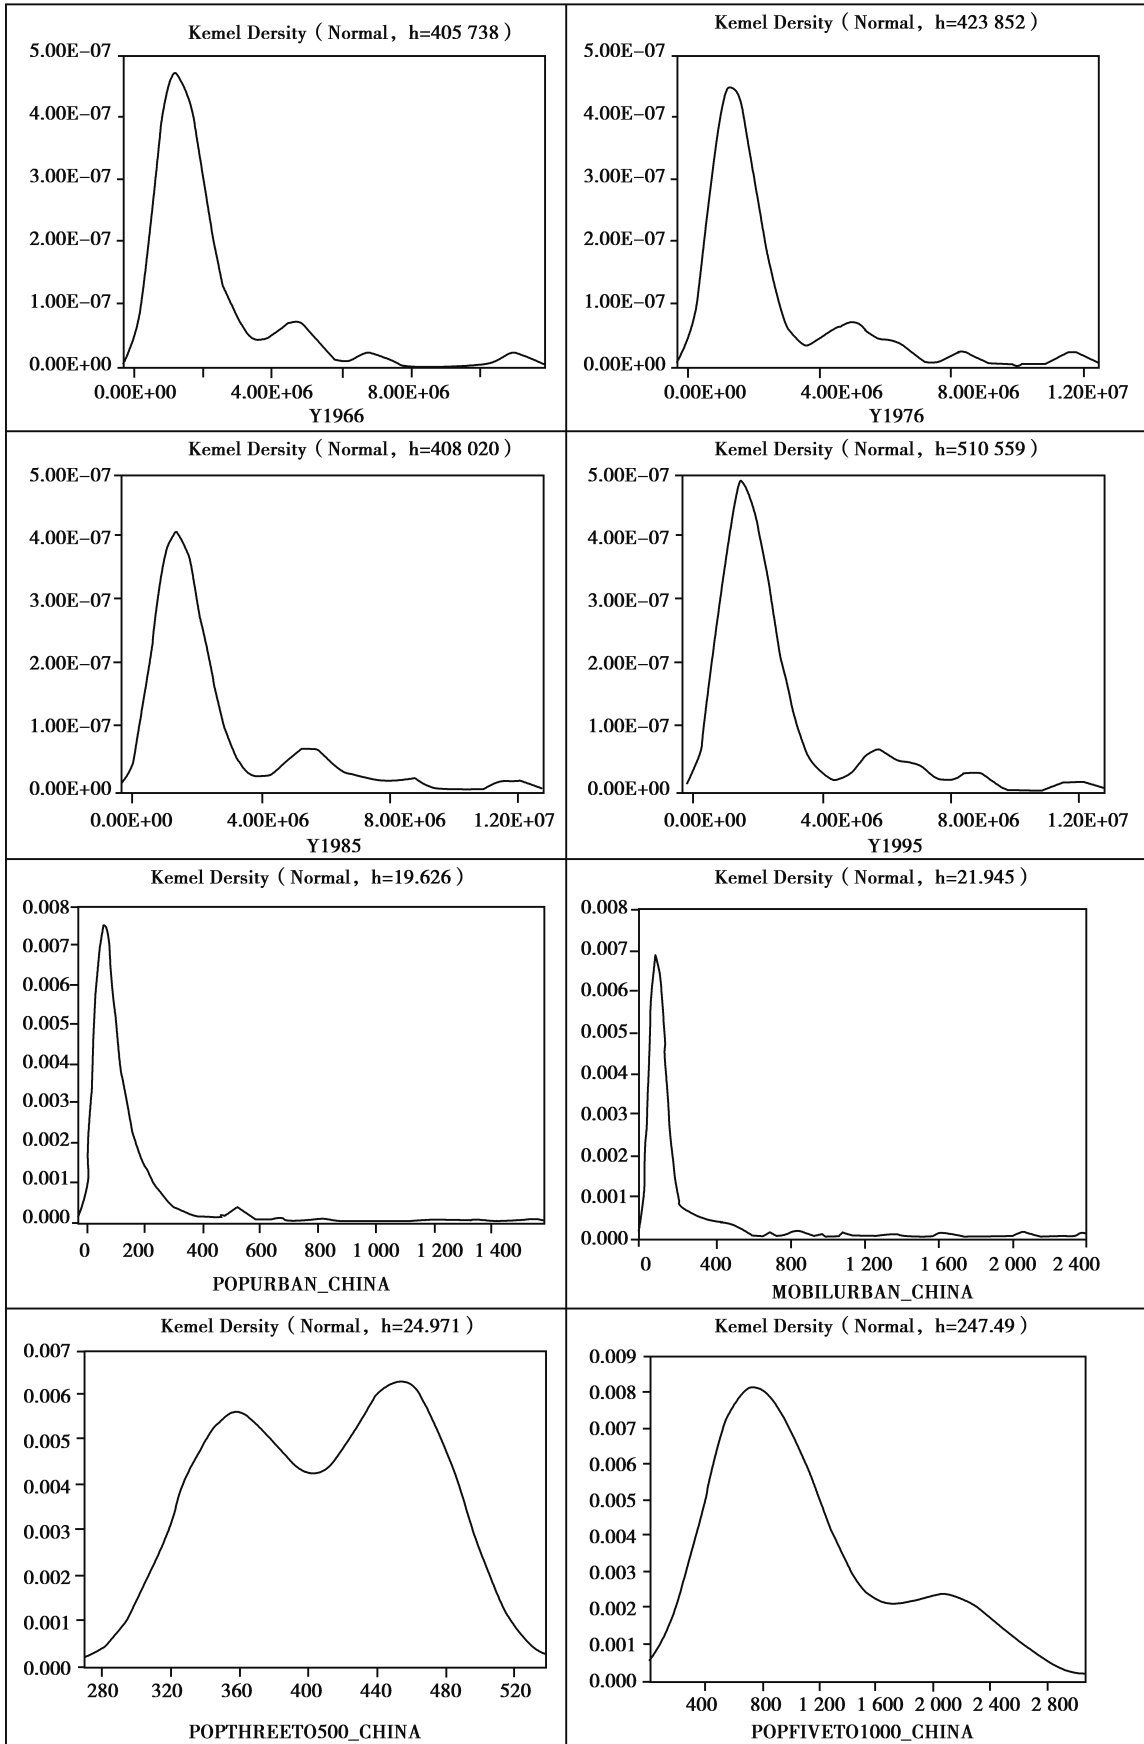 Kemel Dersity (Normal, h=405 738)
5.00E-07
4.00E-07
3.00E-07
2.00E-07
1.00E-07
0.00E+00
0.00E+00 4.00E+06 8.00E+06
Y1966
Kemel Dersity (Normal, h=423 852)
5.00E-07
4.00E-07
3.00E-07
2.00E-07
1.00E-07
0.00E+00
0.00E+00 4.00E+06 8.00E+06 1.20E+07
Y1976
Kemel Dersity (Normal, h=408 020)
5.00E-07
4.00E-07
3.00E-07
2.00E-07
1.00E-07
0.00E+00
0.00E+00 4.00E+06 8.00E+06 1.20E+07
Y1985
Kemel Dersity (Normal, h=510 559)
5.00E-07
4.00E-07
3.00E-07
2.00E-07
1.00E-07
0.00E+00
0.00E+00 4.00E+06 8.00E+06 1.20E+07
Y1995
Kemel Dersity (Normal, h=19.626)
0.008
0.007
0.006
0.005
0.004
0.003
0.002
0.001
0.000
0 200 400 600 800 1 000 1 200 1 400
POPURBAN_CHINA
Kemel Dersity (Normal, h=21.945)
0.008
0.007
0.006
0.005
0.004
0.003
0.002
0.001
0.000
0 400 800 1 200 1 600 2 000 2 400
MOBILURBAN_CHINA
Kemel Dersity (Normal, h=24.971)
0.007
0.006
0.005
0.004
0.003
0.002
0.001
0.000
280 320 360 400 440 480 520
POPTHREETO500_CHINA
Kemel Dersity (Normal, h=247.49)
0.009
0.008
0.007
0.006
0.005
0.004
0.003
0.002
0.001
0.000
400 800 1 200 1 600 2 000 2 400 2 800
POPFIVETO1000_CHINA